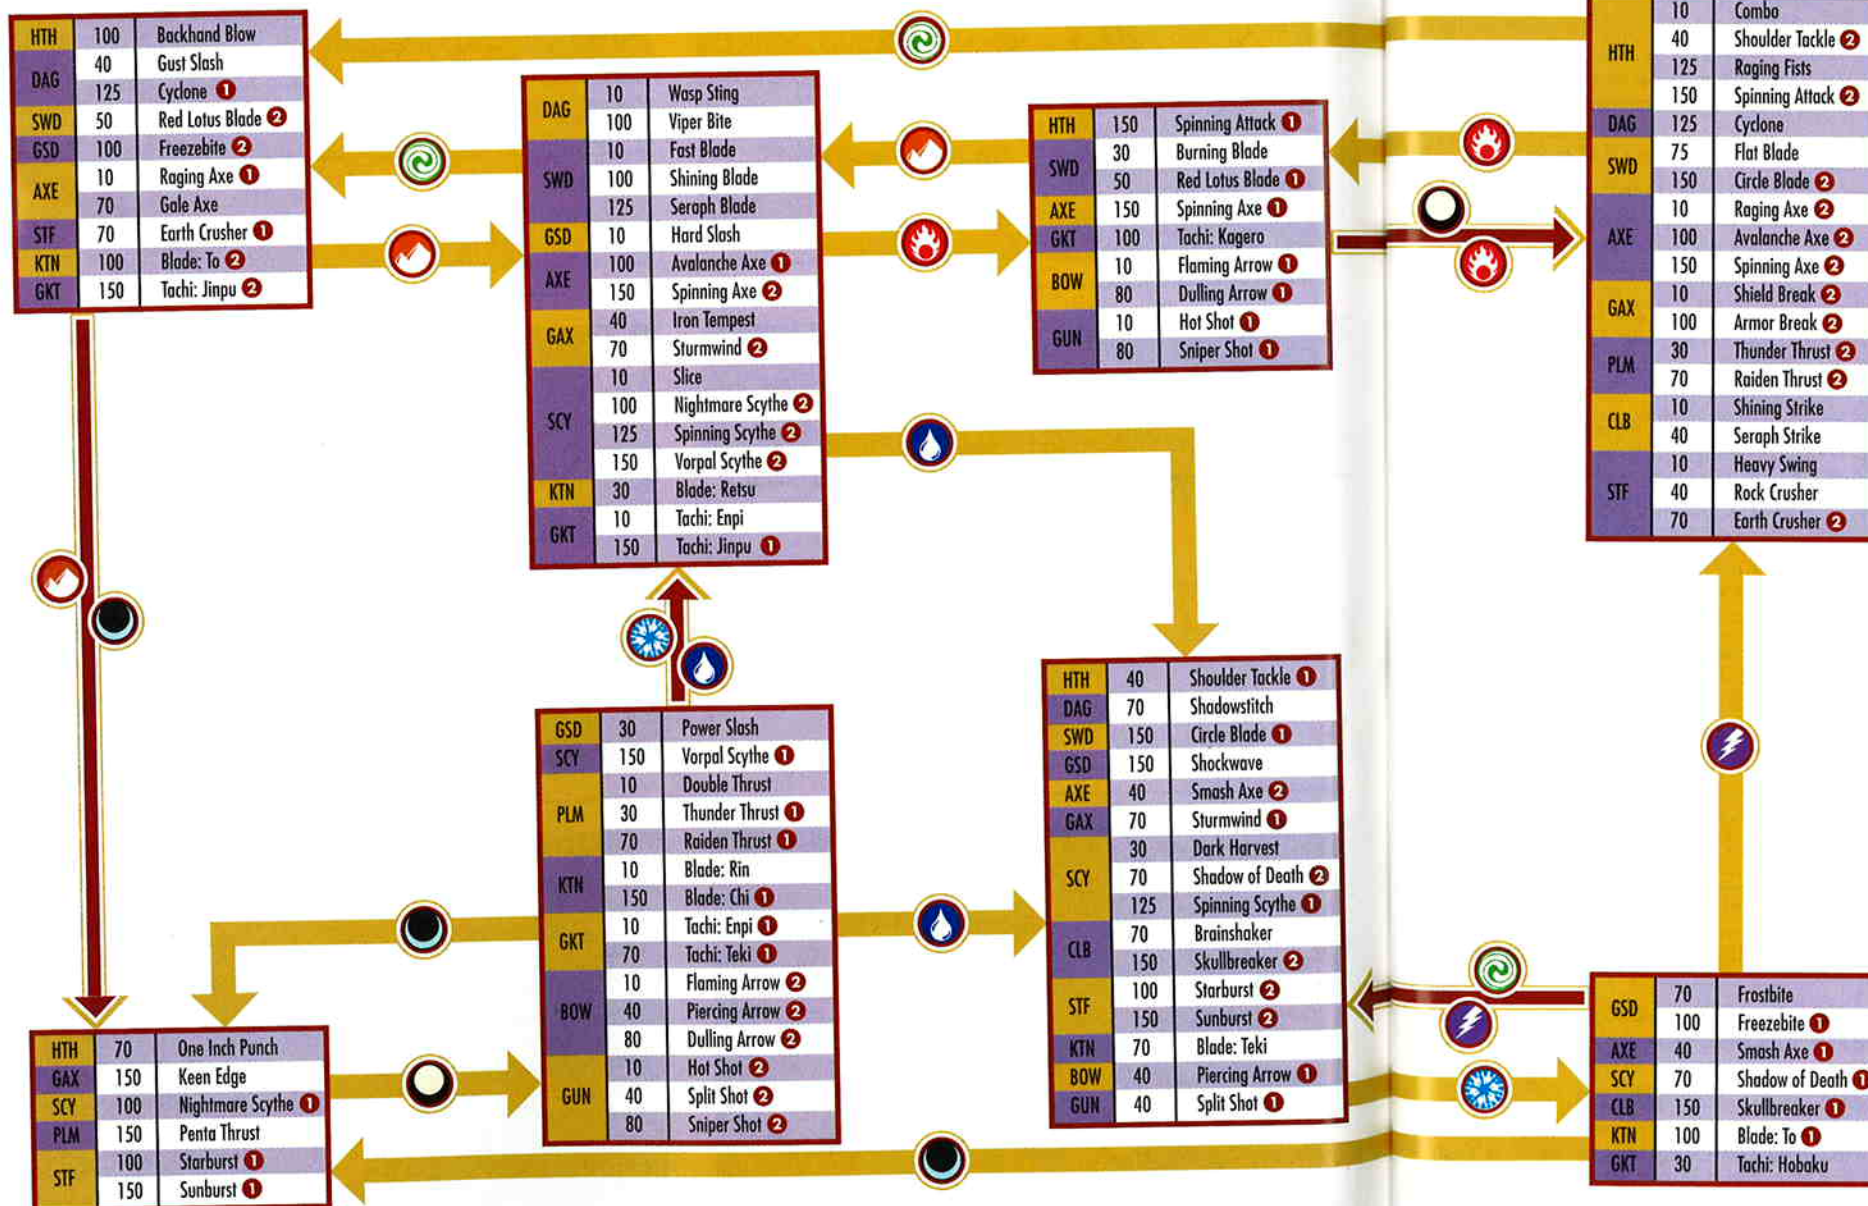 HTH 100 Backhand Blow
DAG 40 Gust Slash
125 Cyclone 1
SWD 50 Red Lotus Blade 2
GSD 100 Freezebite 2
AXE 10 Raging Axe 1
70 Gale Axe
STF 70 Earth Crusher 1
KTN 100 Blade: To 2
GKT 150 Tachi: Jinpu 2
DAG 10 Wasp Sting
100 Viper Bite
SWD 10 Fast Blade
100 Shining Blade
125 Seraph Blade
GSD 10 Hard Slash
AXE 100 Avalanche Axe 1
150 Spinning Axe 2
GAX 40 Iron Tempest
70 Sturmwind 2
SCY 10 Slice
100 Nightmare Scythe 2
125 Spinning Scythe 2
150 Vorpal Scythe 2
KTN 30 Blade: Retsu
GKT 10 Tachi: Enpi
150 Tachi: Jinpu 1
HTH 150 Spinning Attack 1
SWD 30 Burning Blade
50 Red Lotus Blade 1
AXE 150 Spinning Axe 1
GKT 100 Tachi: Kagero
BOW 10 Flaming Arrow 1
80 Dulling Arrow 1
GUN 10 Hot Shot 1
80 Sniper Shot 1
HTH 10 Combo
40 Shoulder Tackle 2
125 Raging Fists
150 Spinning Attack 2
DAG 125 Cyclone
SWD 75 Flat Blade
150 Circle Blade 2
AXE 10 Raging Axe 2
100 Avalanche Axe 2
150 Spinning Axe 2
GAX 10 Shield Break 2
100 Armor Break 2
PLM 30 Thunder Thrust 2
70 Raiden Thrust 2
CLB 10 Shining Strike
40 Seraph Strike
STF 10 Heavy Swing
40 Rock Crusher
70 Earth Crusher 2
HTH 70 One Inch Punch
GAX 150 Keen Edge
SCY 100 Nightmare Scythe 1
PLM 150 Penta Thrust
STF 100 Starburst 1
150 Sunburst 1
GSD 30 Power Slash
SCY 150 Vorpal Scythe 1
PLM 10 Double Thrust
30 Thunder Thrust 1
70 Raiden Thrust 1
KTN 10 Blade: Rin
150 Blade: Chi 1
GKT 10 Tachi: Enpi 1
70 Tachi: Teki 1
BOW 10 Flaming Arrow 2
40 Piercing Arrow 2
80 Dulling Arrow 2
GUN 10 Hot Shot 2
40 Split Shot 2
80 Sniper Shot 2
HTH 40 Shoulder Tackle 1
DAG 70 Shadowstitch
SWD 150 Circle Blade 1
GSD 150 Shockwave
AXE 40 Smash Axe 2
GAX 70 Sturmwind 1
SCY 30 Dark Harvest
70 Shadow of Death 2
125 Spinning Scythe 1
CLB 70 Brainshaker
150 Skullbreaker 2
STF 100 Starburst 2
150 Sunburst 2
KTN 70 Blade: Teki
BOW 40 Piercing Arrow 1
GUN 40 Split Shot 1
GSD 70 Frostbite
100 Freezebite 1
AXE 40 Smash Axe 1
SCY 70 Shadow of Death 1
CLB 150 Skullbreaker 1
KTN 100 Blade: To 1
GKT 30 Tachi: Hobaku